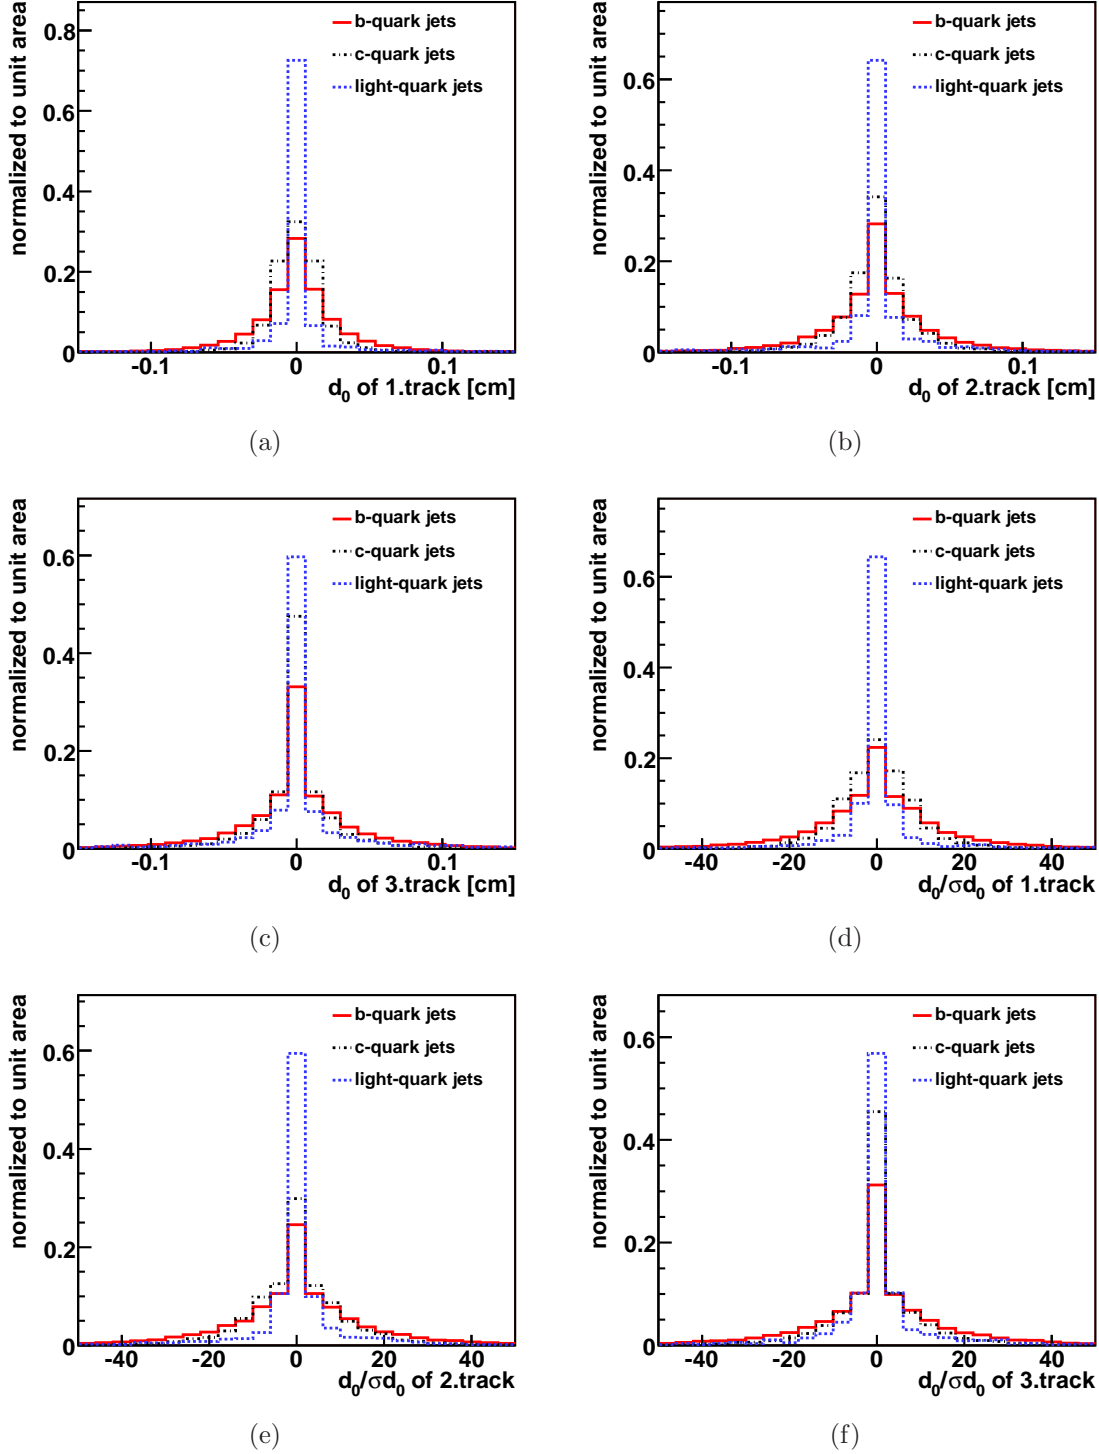 normalized to unit area
0.8
0.6
0.4
0.2
0
b-quark jets
c-quark jets
light-quark jets
-0.1 0 0.1
d0 of 1.track [cm]
(a)
normalized to unit area
0.6
0.4
0.2
0
b-quark jets
c-quark jets
light-quark jets
-0.1 0 0.1
d0 of 2.track [cm]
(b)
normalized to unit area
0.6
0.4
0.2
0
b-quark jets
c-quark jets
light-quark jets
-0.1 0 0.1
d0 of 3.track [cm]
(c)
normalized to unit area
0.6
0.4
0.2
0
b-quark jets
c-quark jets
light-quark jets
-40 -20 0 20 40
d0/σd0 of 1.track
(d)
normalized to unit area
0.6
0.4
0.2
0
b-quark jets
c-quark jets
light-quark jets
-40 -20 0 20 40
d0/σd0 of 2.track
(e)
normalized to unit area
0.6
0.4
0.2
0
b-quark jets
c-quark jets
light-quark jets
-40 -20 0 20 40
d0/σd0 of 3.track
(f)